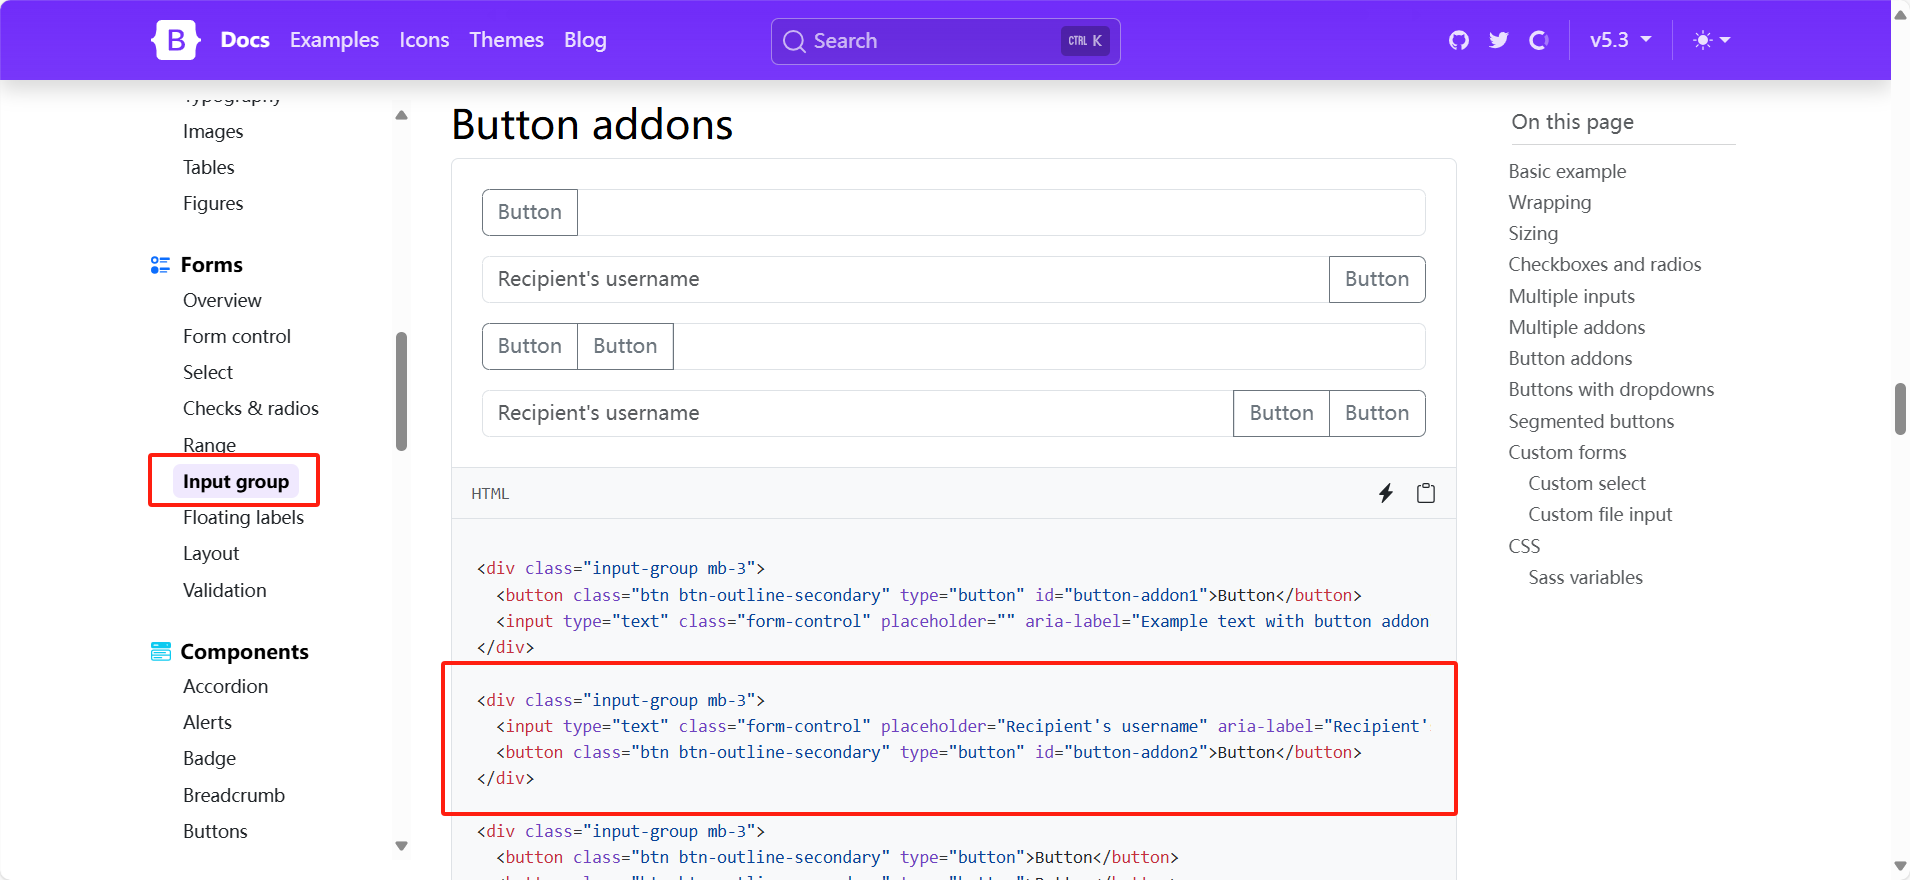 B Docs Examples Icons Themes Blog Search CTRL K v5.3
Typography
Images
Tables
Figures
Forms
Overview
Form control
Select
Checks & radios
Range
Input group
Floating labels
Layout
Validation
Components
Accordion
Alerts
Badge
Breadcrumb
Buttons
Button addons
Button
Recipient's username Button
Button Button
Recipient's username Button Button
HTML
<div class="input-group mb-3">
<button class="btn btn-outline-secondary" type="button" id="button-addon1">Button</button>
<input type="text" class="form-control" placeholder="" aria-label="Example text with button addon
</div>
<div class="input-group mb-3">
<input type="text" class="form-control" placeholder="Recipient's username" aria-label="Recipient'
<button class="btn btn-outline-secondary" type="button" id="button-addon2">Button</button>
</div>
<div class="input-group mb-3">
<button class="btn btn-outline-secondary" type="button">Button</button>
On this page
Basic example
Wrapping
Sizing
Checkboxes and radios
Multiple inputs
Multiple addons
Button addons
Buttons with dropdowns
Segmented buttons
Custom forms
Custom select
Custom file input
CSS
Sass variables